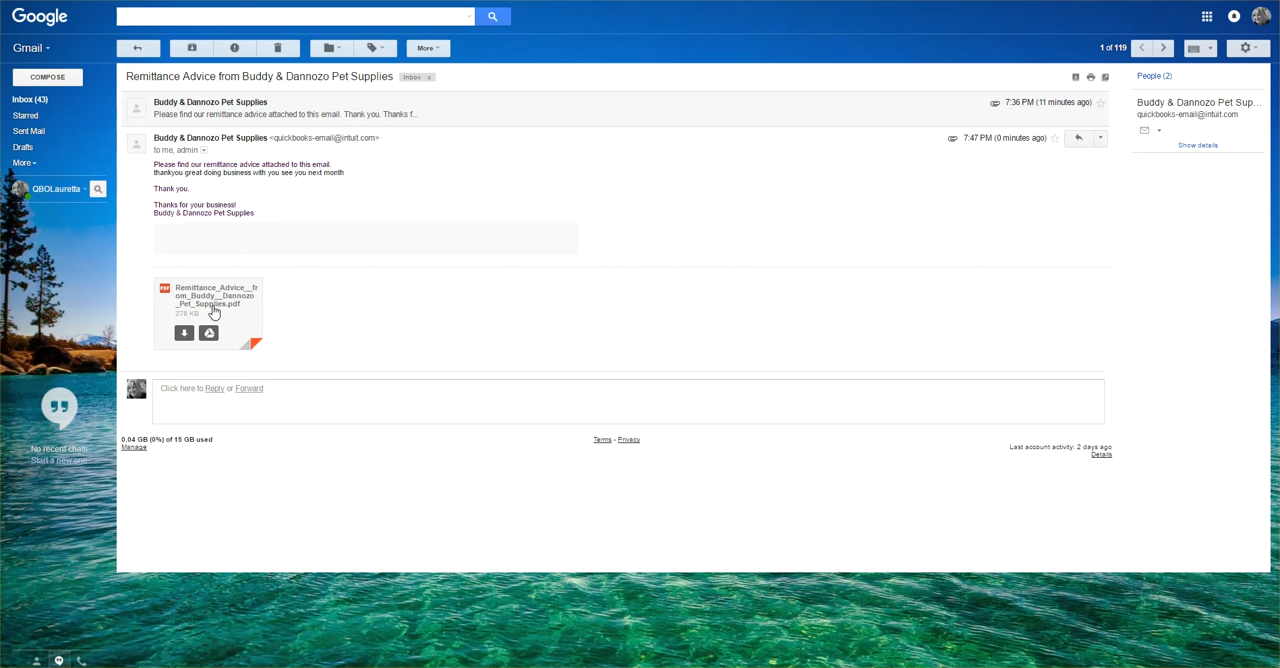 Google
Gmail
1 of 119
More
COMPOSE
Inbox (43)
Starred
Sent Mail
Drafts
More
QBOLauretta
No recent chats
Start a new one
Remittance Advice from Buddy & Dannozo Pet Supplies Inbox x
Buddy & Dannozo Pet Supplies 7:36 PM (11 minutes ago)
Please find our remittance advice attached to this email. Thank you. Thanks f...
Buddy & Dannozo Pet Supplies <quickbooks-email@intuit.com> 7:47 PM (0 minutes ago)
to me, admin
Please find our remittance advice attached to this email.
thankyou great doing business with you see you next month
Thank you.
Thanks for your business!
Buddy & Dannozo Pet Supplies
PDF
Remittance_Advice__fr
om_Buddy__Dannozo
_Pet_Supplies.pdf
278 KB
Click here to Reply or Forward
0.04 GB (0%) of 15 GB used
Manage
Terms - Privacy
Last account activity: 2 days ago
Details
People (2)
Buddy & Dannozo Pet Sup...
quickbooks-email@intuit.com
Show details